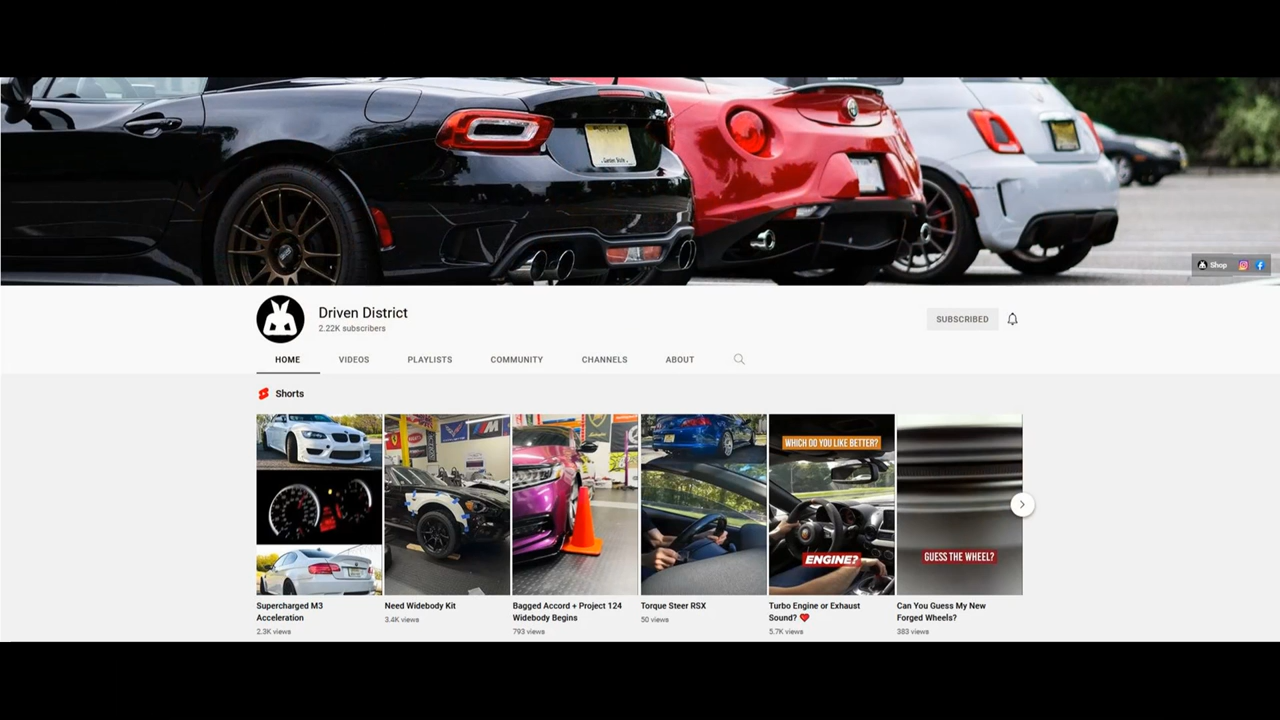 Garden State
Shop
Driven District
2.22K subscribers
SUBSCRIBED
HOME VIDEOS PLAYLISTS COMMUNITY CHANNELS ABOUT
Shorts
WHICH DO YOU LIKE BETTER?
ENGINE?
GUESS THE WHEEL?
Supercharged M3
Acceleration
2.3K views
Need Widebody Kit
3.4K views
Bagged Accord + Project 124
Widebody Begins
793 views
Torque Steer RSX
50 views
Turbo Engine or Exhaust
Sound?
5.7K views
Can You Guess My New
Forged Wheels?
383 views